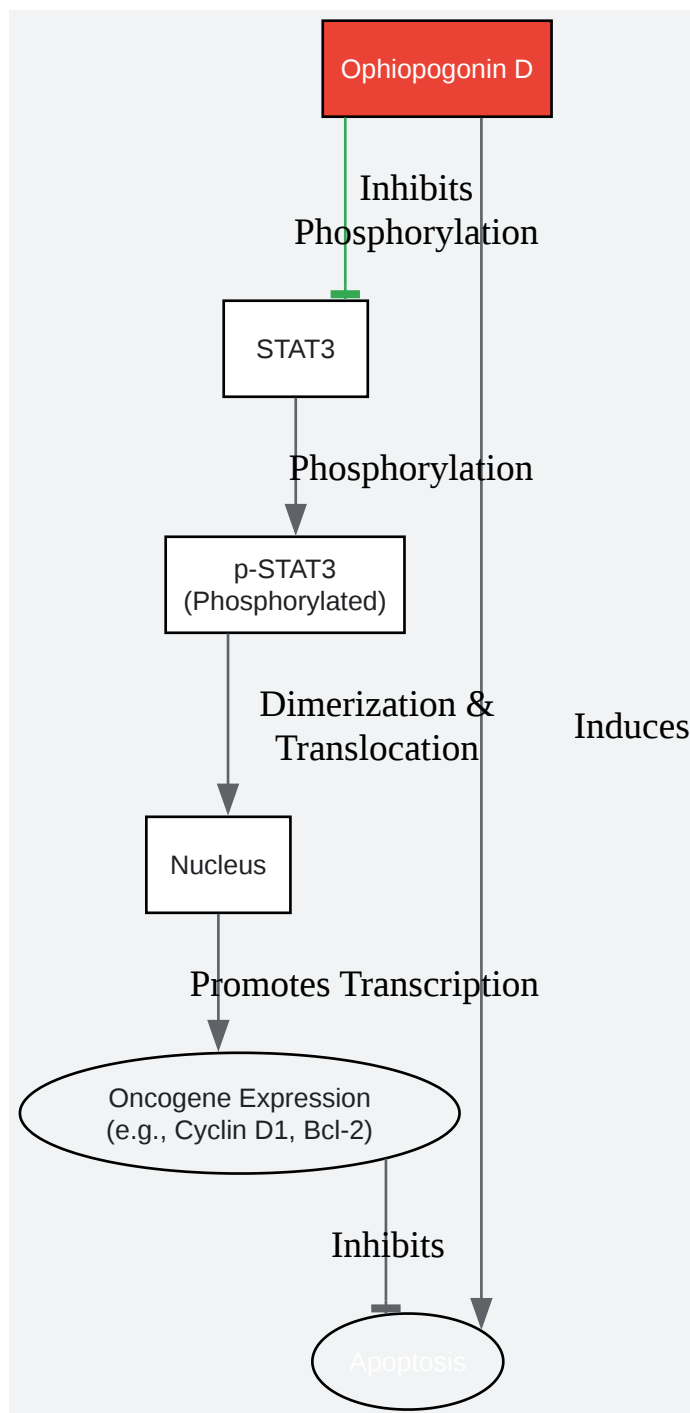 Ophiopogonin D
Inhibits
Phosphorylation
STAT3
Phosphorylation
p-STAT3
(Phosphorylated)
Dimerization &
Translocation
Induces
Nucleus
Promotes Transcription
Oncogene Expression
(e.g., Cyclin D1, Bcl-2)
Inhibits
Apoptosis